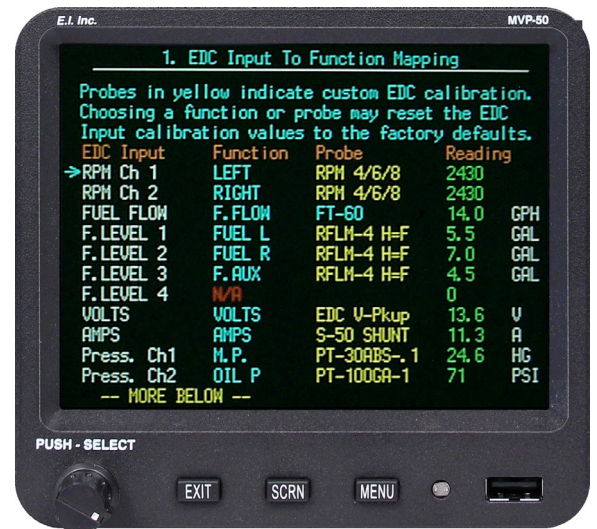 E.I. Inc. MVP-50
1. EDC Input To Function Mapping
Probes in yellow indicate custom EDC calibration.
Choosing a function or probe may reset the EDC
Input calibration values to the factory defaults.
EDC Input Function Probe Reading
→RPM Ch 1 LEFT RPM 4/6/8 2430
RPM Ch 2 RIGHT RPM 4/6/8 2430
FUEL FLOW F.FLOW FT-60 14.0 GPH
F.LEVEL 1 FUEL L RFLM-4 H=F 5.5 GAL
F.LEVEL 2 FUEL R RFLM-4 H=F 7.0 GAL
F.LEVEL 3 F.AUX RFLM-4 H=F 4.5 GAL
F.LEVEL 4 N/A 0
VOLTS VOLTS EDC V-Pkup 13.6 V
AMPS AMPS S-50 SHUNT 11.3 A
Press. Ch1 M.P. PT-30ABS-.1 24.6 HG
Press. Ch2 OIL P PT-100GA-1 71 PSI
-- MORE BELOW --
PUSH - SELECT
EXIT SCRN MENU